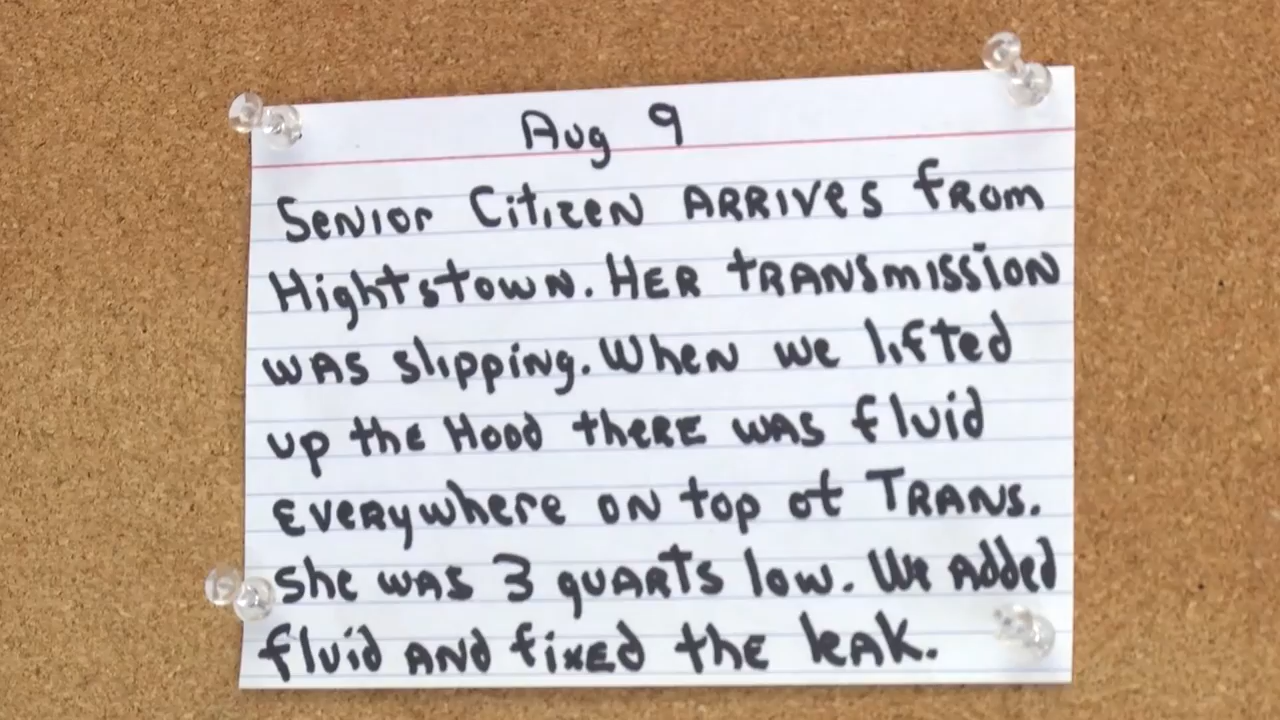 Aug 9
Senior Citizen ARRIVES from
Hightstown. HER TRANSMISSION
was slipping. When we lifted
up the Hood there was fluid
Everywhere on top of TRANS.
She was 3 quarts low. We Added
fluid and fixed the leak.